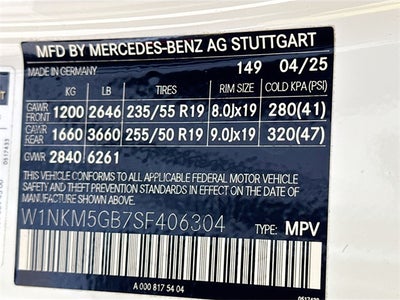 MFD BY MERCEDES-BENZ AG STUTTGART
MADE IN GERMANY 149 04/25
KG LB TIRES RIM SIZE COLD KPA (PSI)
GAWR FRONT 1200 2646 235/55 R19 8.0Jx19 280(41)
GAWR REAR 1660 3660 255/50 R19 9.0Jx19 320(47)
GVWR 2840 6261
THIS VEHICLE CONFORMS TO ALL APPLICABLE FEDERAL MOTOR VEHICLE
SAFETY AND THEFT PREVENTION STANDARDS IN EFFECT ON THE DATE OF
MANUFACTURE SHOWN ABOVE.
W1NKM5GB7SF406304 TYPE: MPV
A 000 817 54 04
0517433